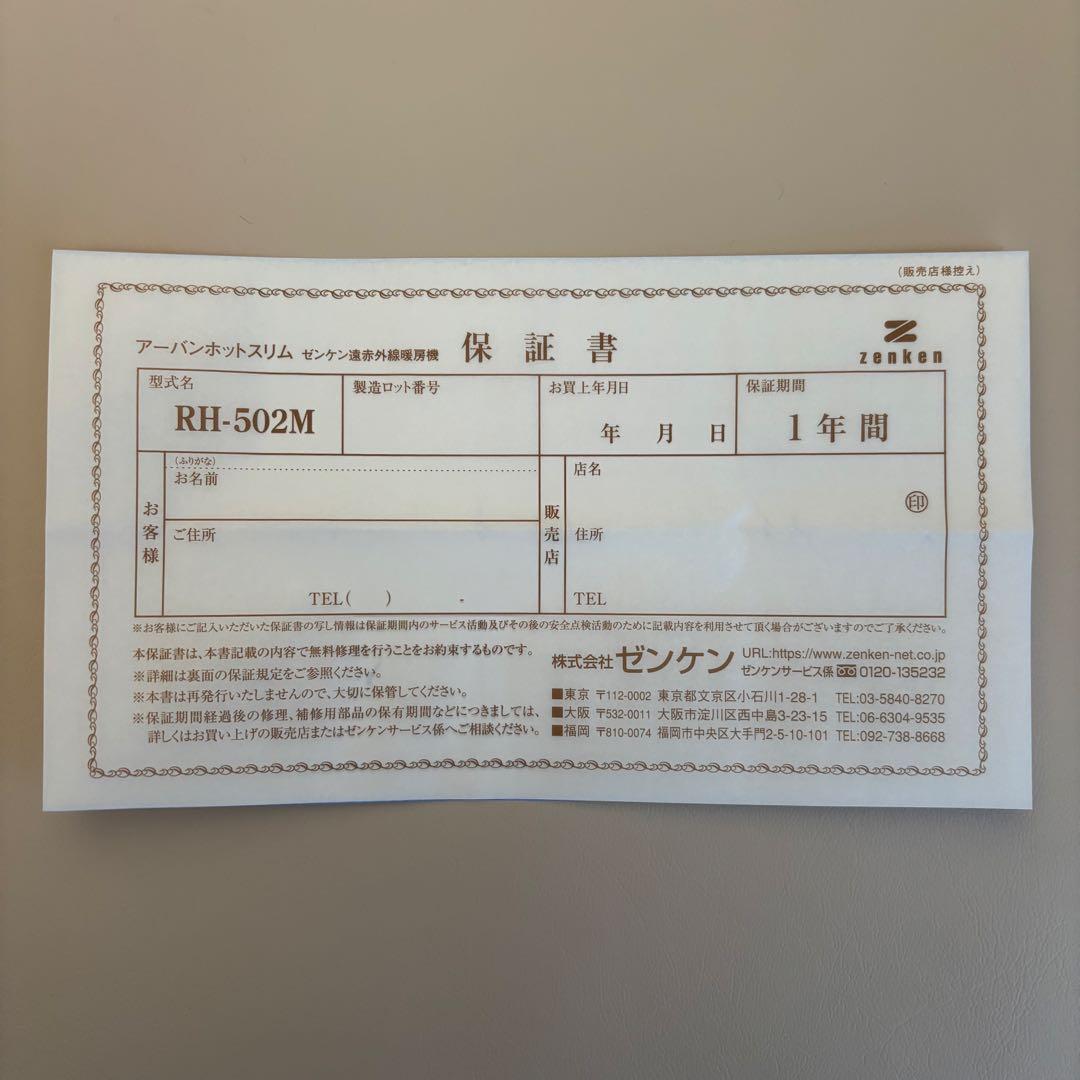 (販売店様控え)
アーバンホットスリム ゼンケン遠赤外線暖房機 保証書 zenken
型式名 製造ロット番号 お買上年月日 保証期間
RH-502M 年 月 日 1年間
(ふりがな)
お名前
お客様
ご住所
TEL( ) -
販売店
店名
印
住所
TEL
※お客様にご記入いただいた保証書の写し情報は保証期間内のサービス活動及びその後の安全点検活動のために記載内容を利用させて頂く場合がございますのでご了承ください。
本保証書は、本書記載の内容で無料修理を行うことをお約束するものです。
※詳細は裏面の保証規定をご参照ください。
※本書は再発行いたしませんので、大切に保管してください。
※保証期間経過後の修理、補修用部品の保有期間などにつきましては、
詳しくはお買い上げの販売店またはゼンケンサービス係へご相談ください。
株式会社ゼンケン URL:https://www.zenken-net.co.jp
ゼンケンサービス係 0120-135232
■東京 〒112-0002 東京都文京区小石川1-28-1 TEL:03-5840-8270
■大阪 〒532-0011 大阪市淀川区西中島3-23-15 TEL:06-6304-9535
■福岡 〒810-0074 福岡市中央区大手門2-5-10-101 TEL:092-738-8668